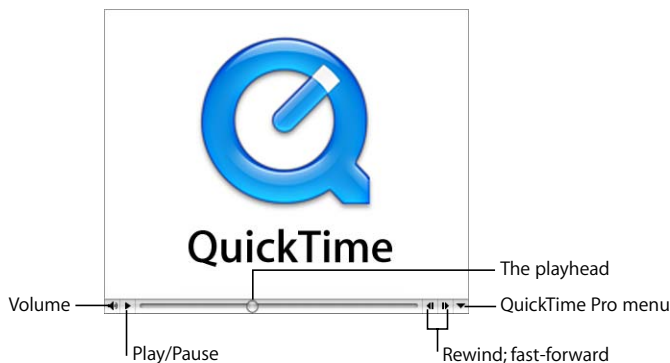 QuickTime
The playhead
Volume
QuickTime Pro menu
Play/Pause
Rewind; fast-forward